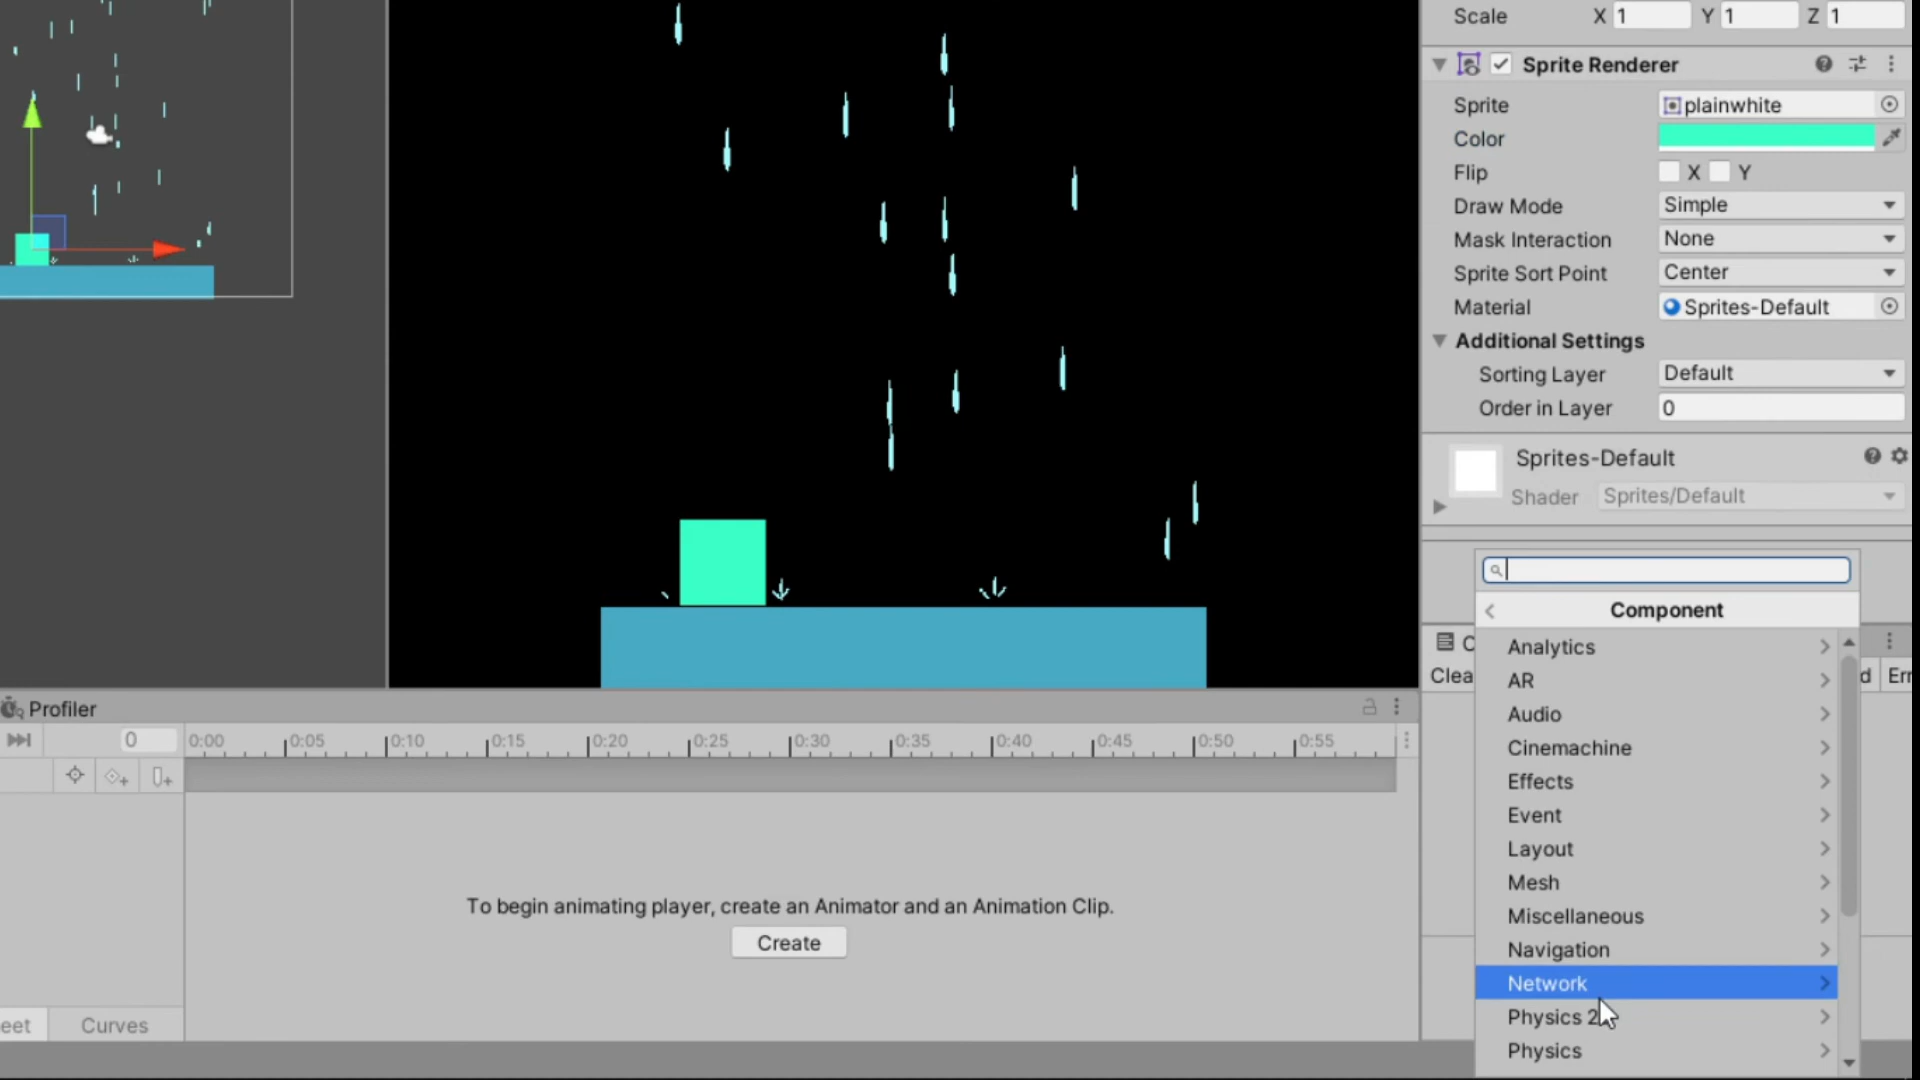 Scale X 1 Y 1 Z 1
Sprite Renderer
Sprite plainwhite
Color
Flip X Y
Draw Mode Simple
Mask Interaction None
Sprite Sort Point Center
Material Sprites-Default
Additional Settings
Sorting Layer Default
Order in Layer 0
Sprites-Default
Shader Sprites/Default
Component
Analytics
AR
Audio
Cinemachine
Effects
Event
Layout
Mesh
Miscellaneous
Navigation
Network
Physics 2
Physics
C
Clea
d Err
Profiler
0 0:00 0:05 0:10 0:15 0:20 0:25 0:30 0:35 0:40 0:45 0:50 0:55
To begin animating player, create an Animator and an Animation Clip.
Create
eet Curves